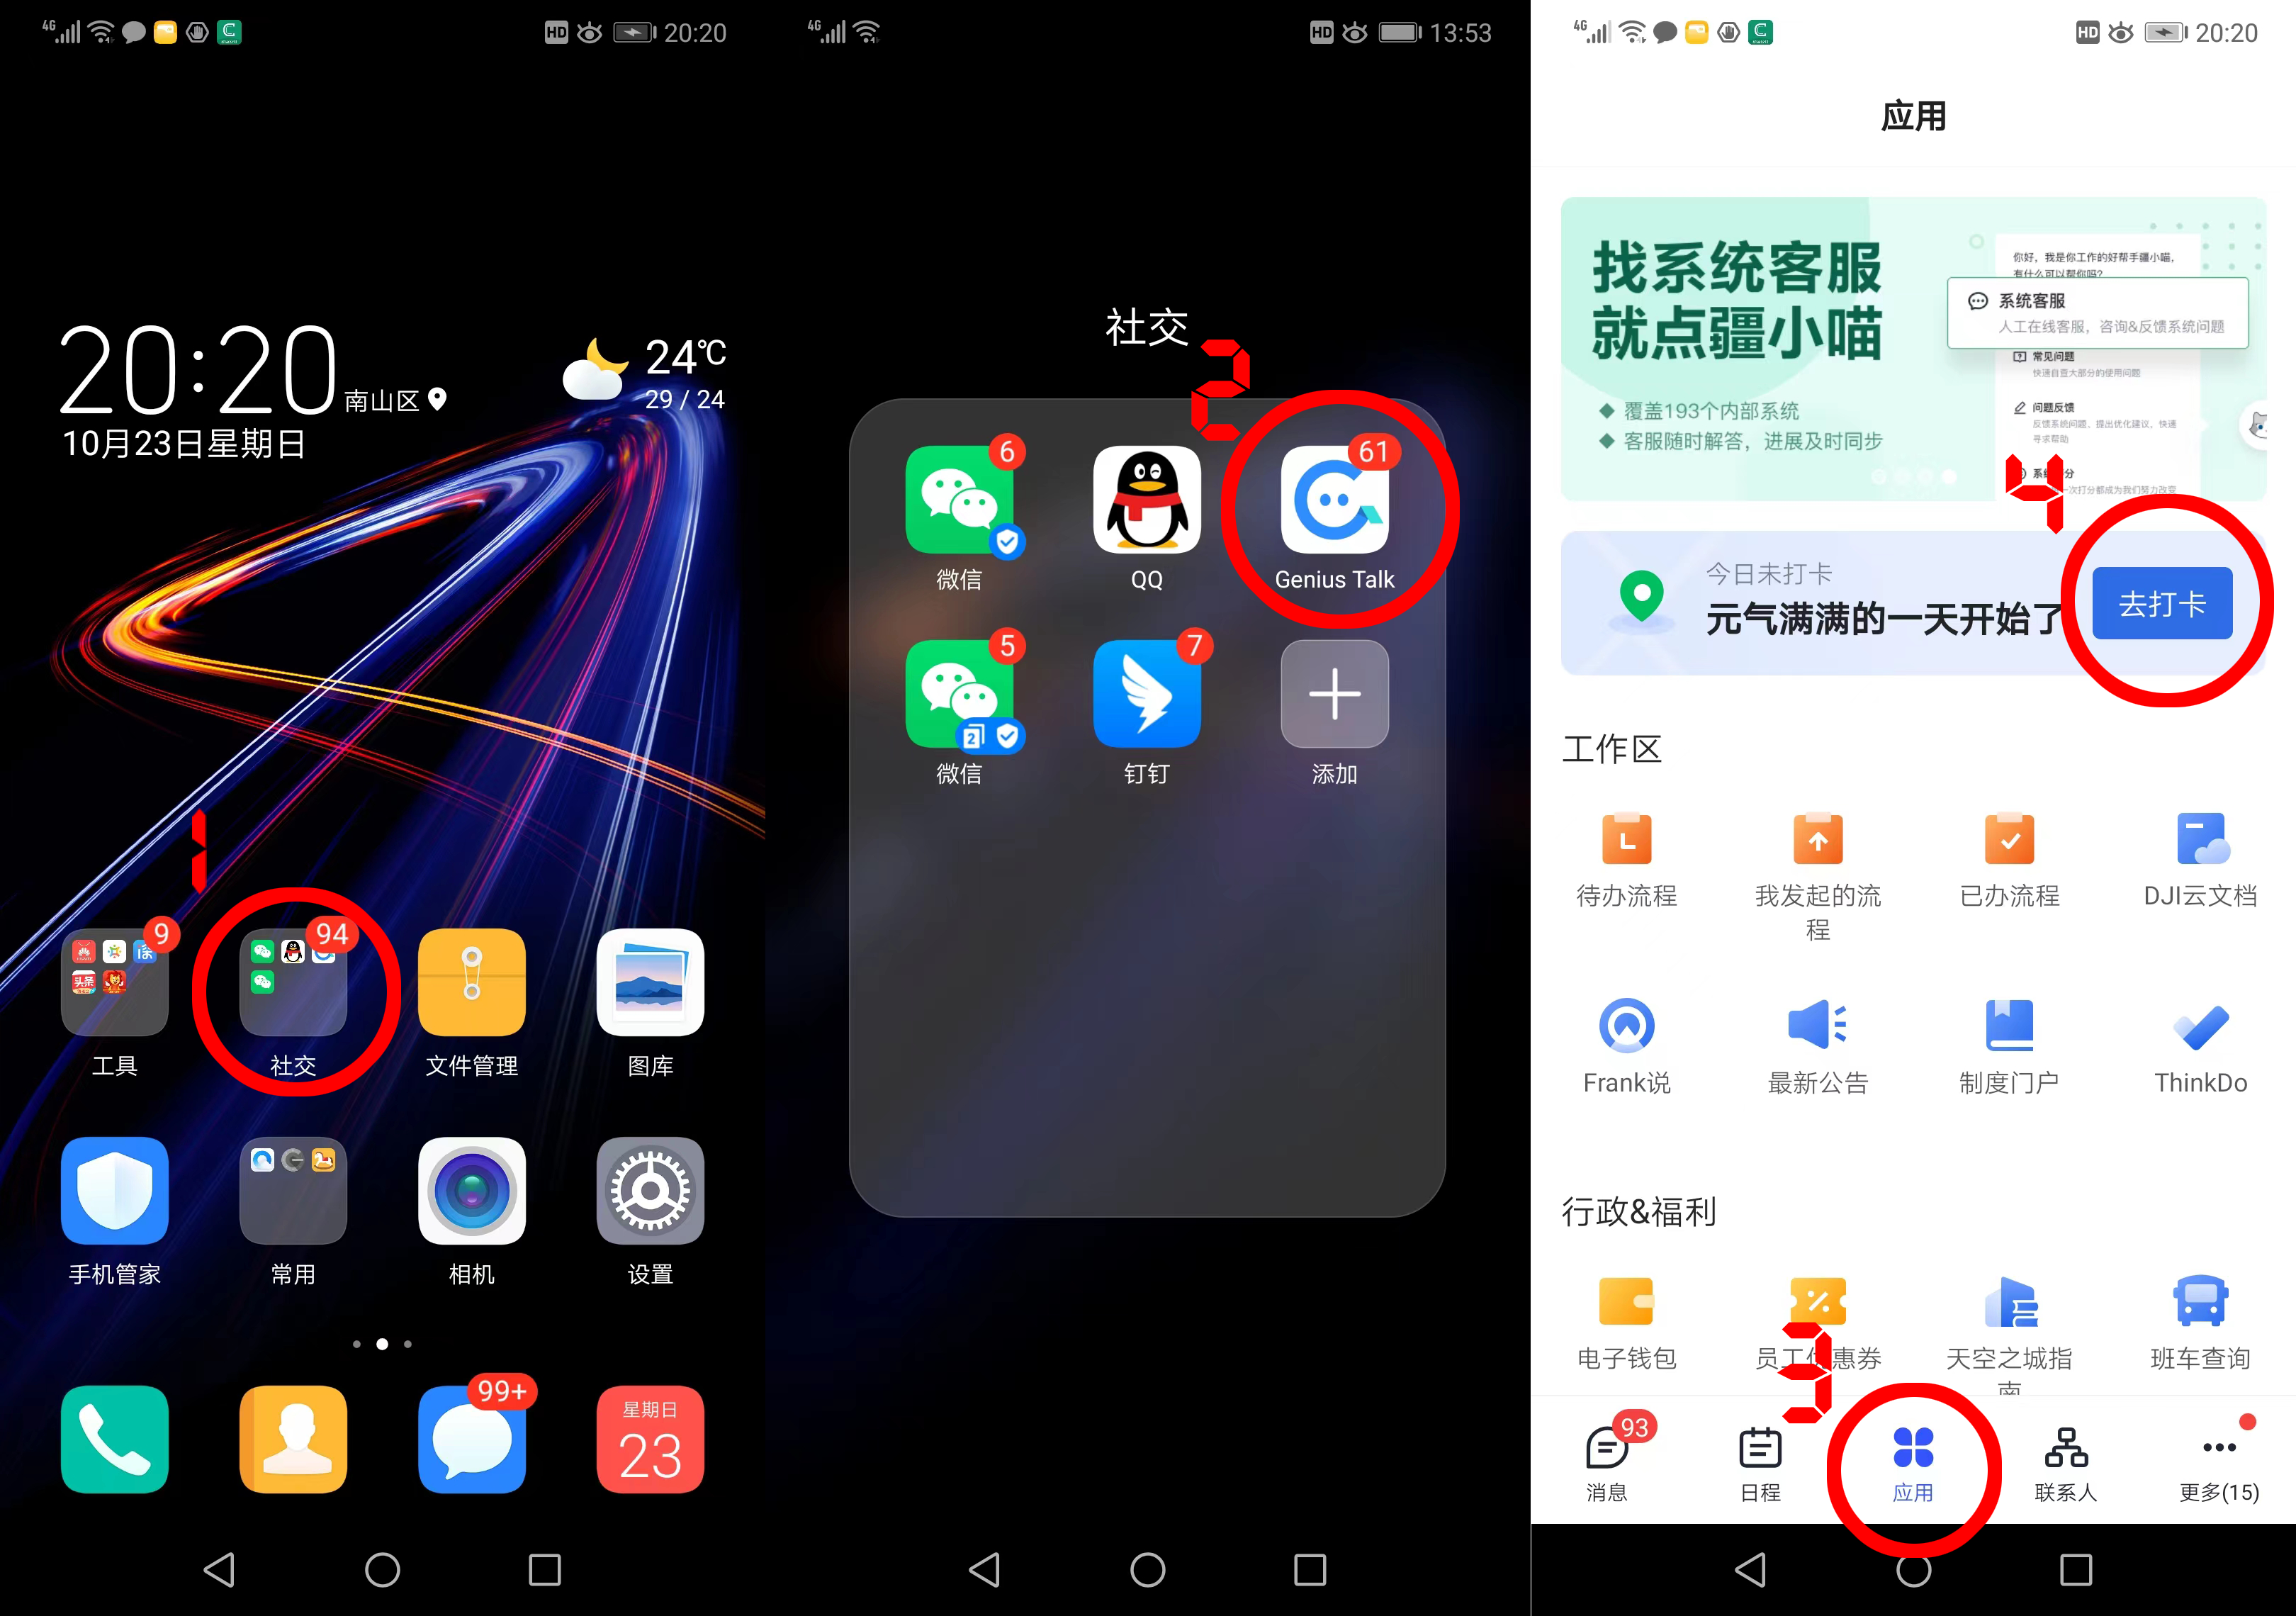 4G
HD
20:20
20:20
南山区
24℃
29 / 24
10月23日星期日
1
9
94
头条
工具
社交
文件管理
图库
手机管家
常用
相机
设置
99+
星期日
23
4G
HD
13:53
社交
2
6
61
微信
QQ
Genius Talk
5
7
2
微信
钉钉
添加
4G
HD
20:20
应用
找系统客服
就点疆小喵
◆ 覆盖193个内部系统
◆ 客服随时解答，进展及时同步
你好，我是你工作的好帮手疆小喵，
有什么可以帮你吗?
系统客服
人工在线客服，咨询&反馈系统问题
常见问题
快速自查大部分的使用问题
问题反馈
反馈系统问题，提出优化建议，快速
寻求帮助
一次打分都成为我们努力改变
4
今日未打卡
元气满满的一天开始了
去打卡
工作区
待办流程
我发起的流
程
已办流程
DJI云文档
Frank说
最新公告
制度门户
ThinkDo
行政&福利
电子钱包
员工优惠券
天空之城指
南
班车查询
3
93
消息
日程
应用
联系人
更多(15)